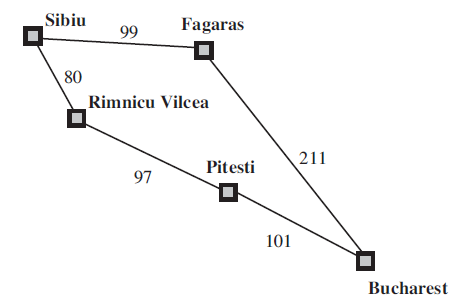 Sibiu
Fagaras
99
80
Rimnicu Vilcea
211
Pitesti
97
101
Bucharest